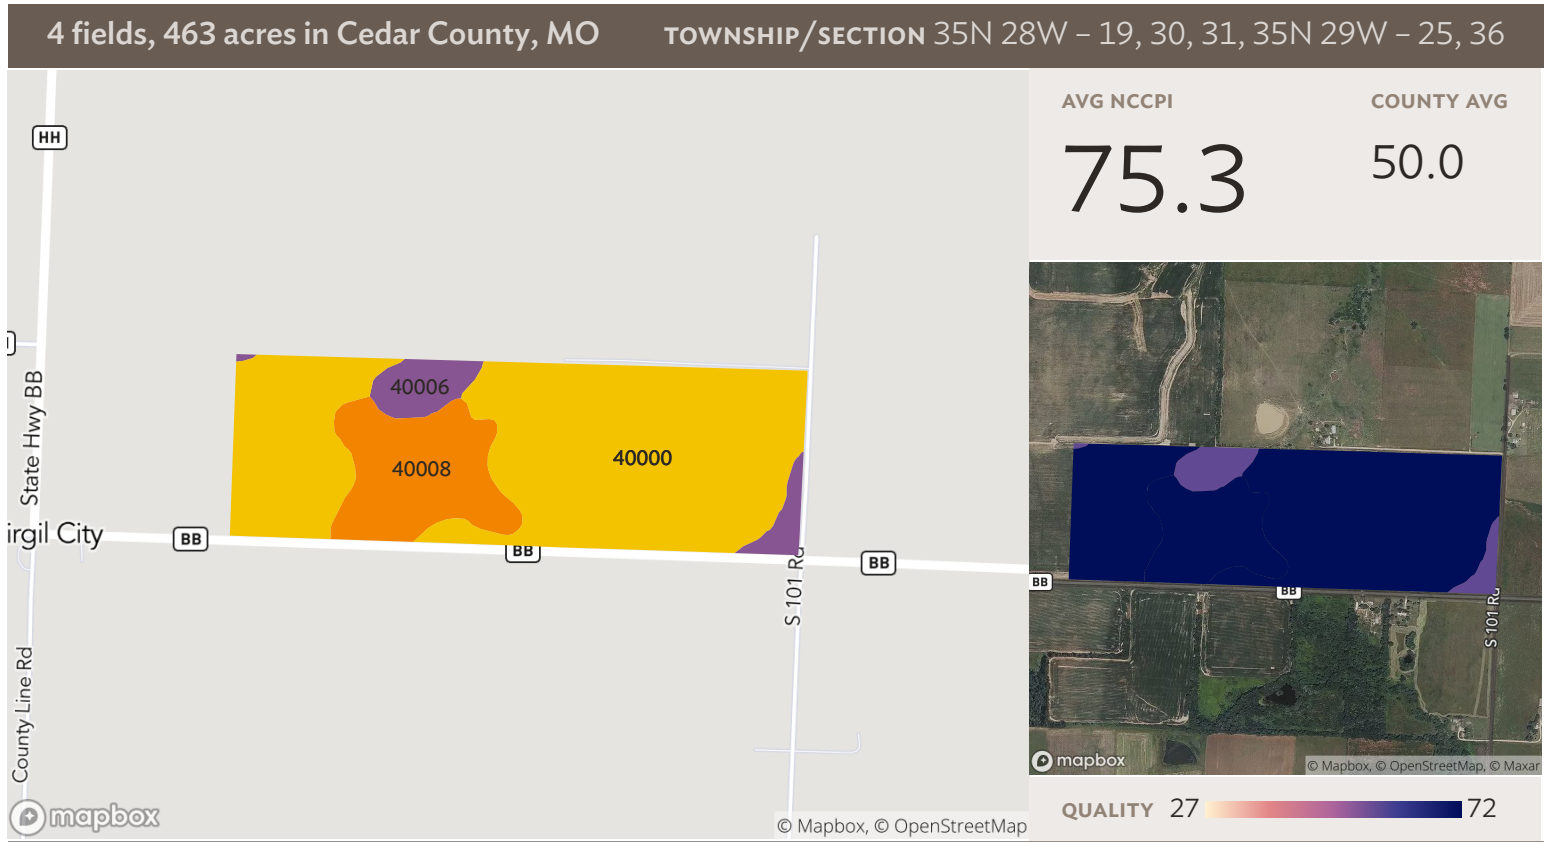 4 fields, 463 acres in Cedar County, MO
TOWNSHIP/SECTION 35N 28W – 19, 30, 31, 35N 29W – 25, 36
HH
State Hwy BB
irgil City
BB
BB
BB
S 101 Rd
County Line Rd
40006
40008
40000
mapbox
© Mapbox, © OpenStreetMap
AVG NCCPI
75.3
COUNTY AVG
50.0
BB
BB
S 101 Rd
mapbox
© Mapbox, © OpenStreetMap, © Maxar
QUALITY 27 72